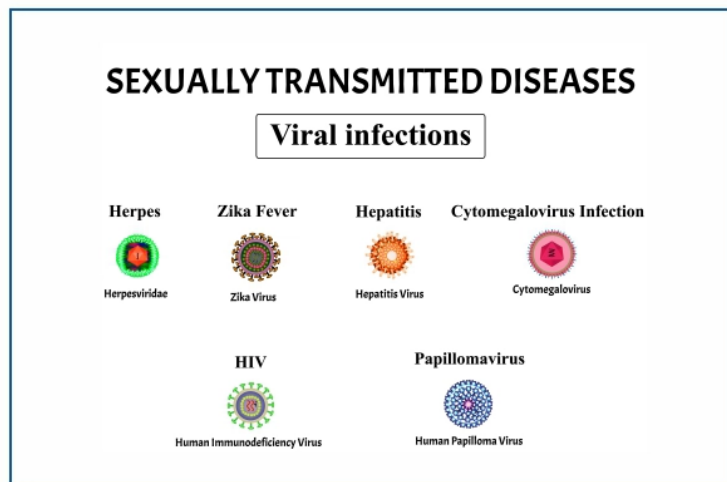 SEXUALLY TRANSMITTED DISEASES
Viral infections
Herpes
Herpesviridae
Zika Fever
Zika Virus
Hepatitis
Hepatitis Virus
Cytomegalovirus Infection
Cytomegalovirus
HIV
Human Immunodeficiency Virus
Papillomavirus
Human Papilloma Virus